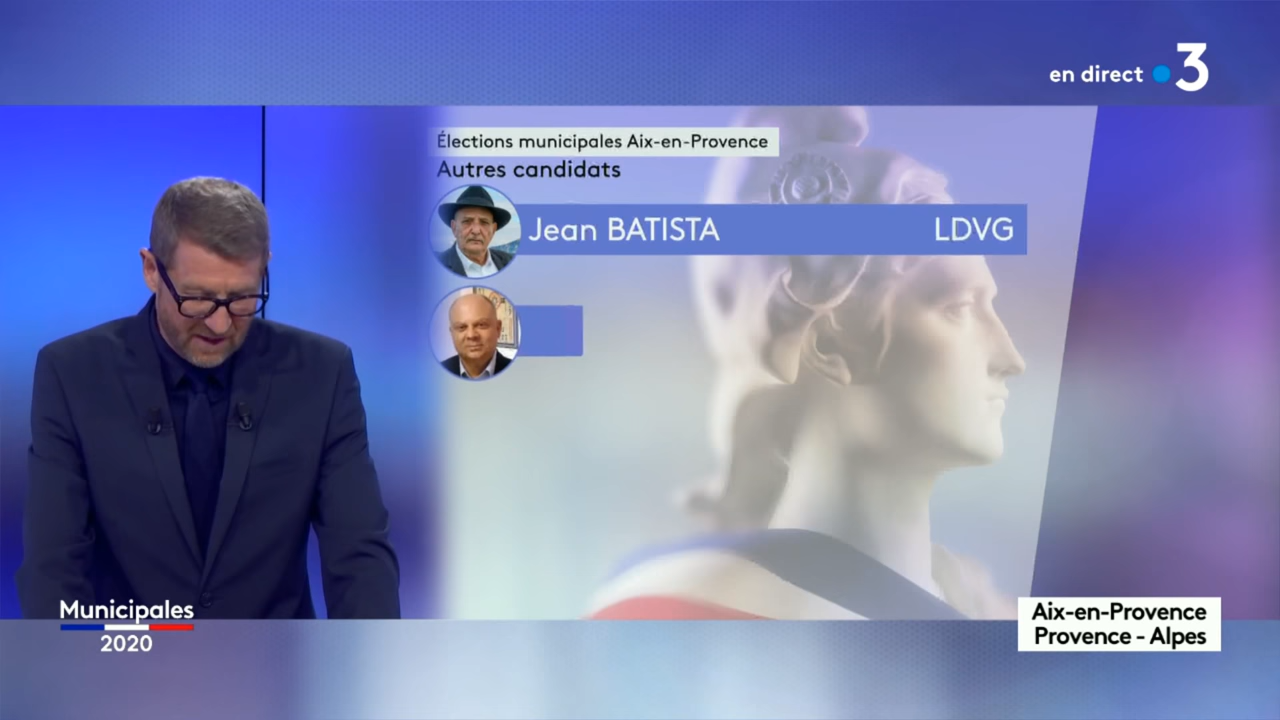 en direct 3
Élections municipales Aix-en-Provence
Autres candidats
Jean BATISTA LDVG
Municipales
2020
Aix-en-Provence
Provence - Alpes